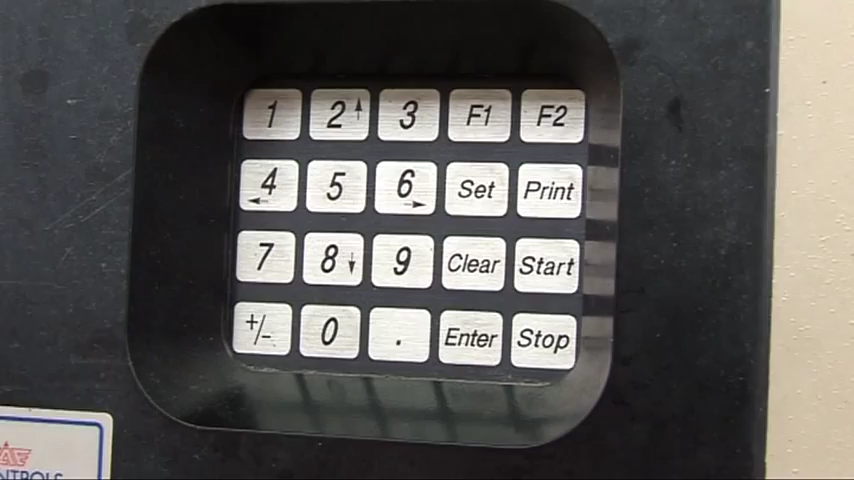 1 2↑ 3 F1 F2
4← 5 6→ Set Print
7 8↓ 9 Clear Start
+/- 0 . Enter Stop